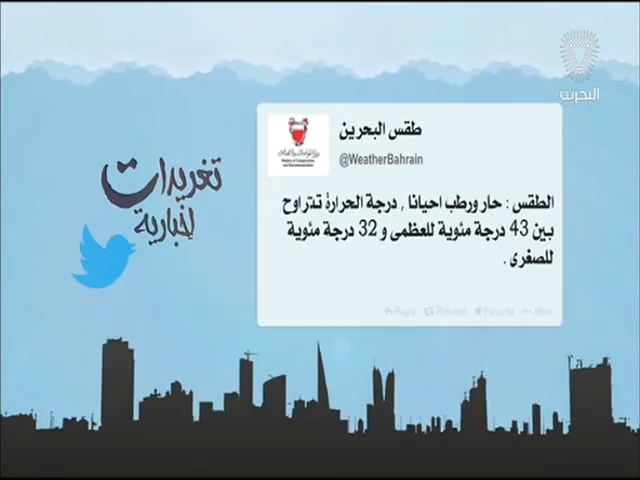 البحرين
تغريدات
إخبارية
طقس البحرين
@WeatherBahrain
الطقس : حار ورطب احيانا , درجة الحرارة تتراوح
بين 43 درجة مئوية للعظمى و 32 درجة مئوية
للصغرى .
Reply Retweet Favorite More